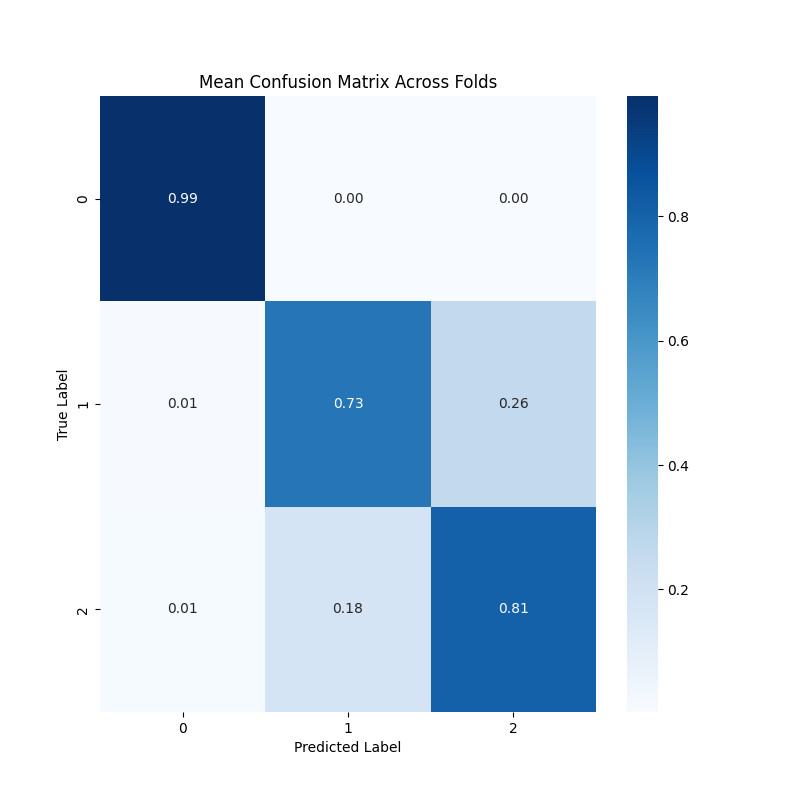 Mean Confusion Matrix Across Folds
0 0.99 0.00 0.00
1 0.01 0.73 0.26
2 0.01 0.18 0.81
0 1 2
True Label
Predicted Label
0.8
0.6
0.4
0.2